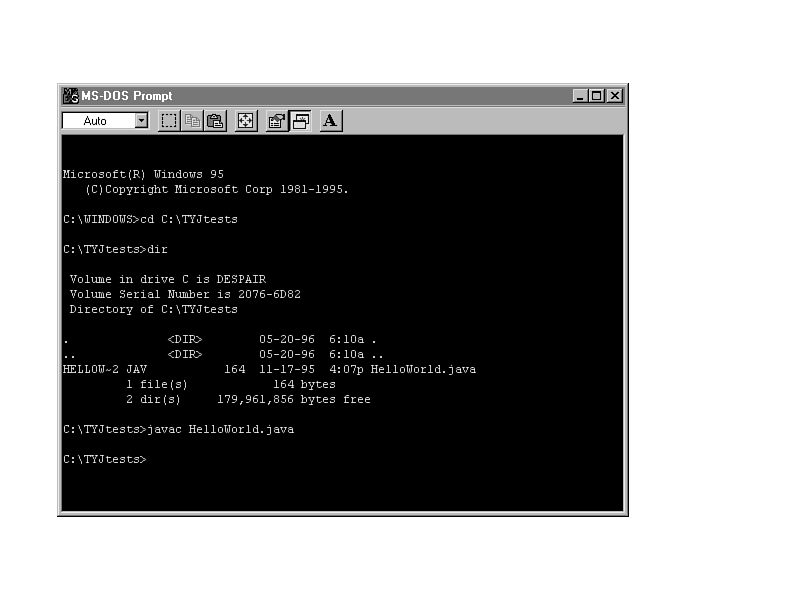 MS-DOS Prompt
Auto
A
Microsoft(R) Windows 95
(C)Copyright Microsoft Corp 1981-1995.
C:\WINDOWS>cd C:\TYJtests
C:\TYJtests>dir
Volume in drive C is DESPAIR
Volume Serial Number is 2076-6D82
Directory of C:\TYJtests
. <DIR> 05-20-96 6:10a .
.. <DIR> 05-20-96 6:10a ..
HELLOW~2 JAV 164 11-17-95 4:07p HelloWorld.java
1 file(s) 164 bytes
2 dir(s) 179,961,856 bytes free
C:\TYJtests>javac HelloWorld.java
C:\TYJtests>